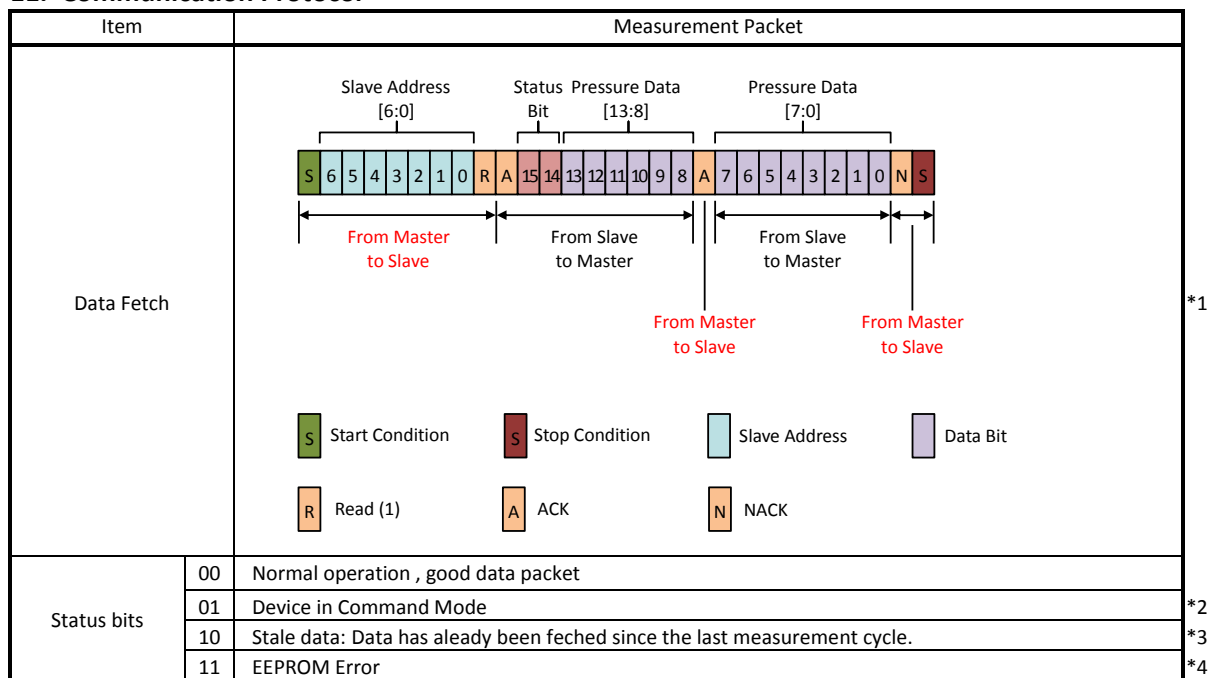 Item Measurement Packet
Slave Address Status Pressure Data Pressure Data
[6:0] Bit [13:8] [7:0]
S 6 5 4 3 2 1 0 R A 15 14 13 12 11 10 9 8 A 7 6 5 4 3 2 1 0 N S
From Master From Slave From Slave
to Slave to Master to Master
Data Fetch *1
From Master From Master
to Slave to Slave
S Start Condition S Stop Condition Slave Address Data Bit
R Read (1) A ACK N NACK
00 Normal operation , good data packet
Status bits 01 Device in Command Mode *2
10 Stale data: Data has aleady been feched since the last measurement cycle. *3
11 EEPROM Error *4